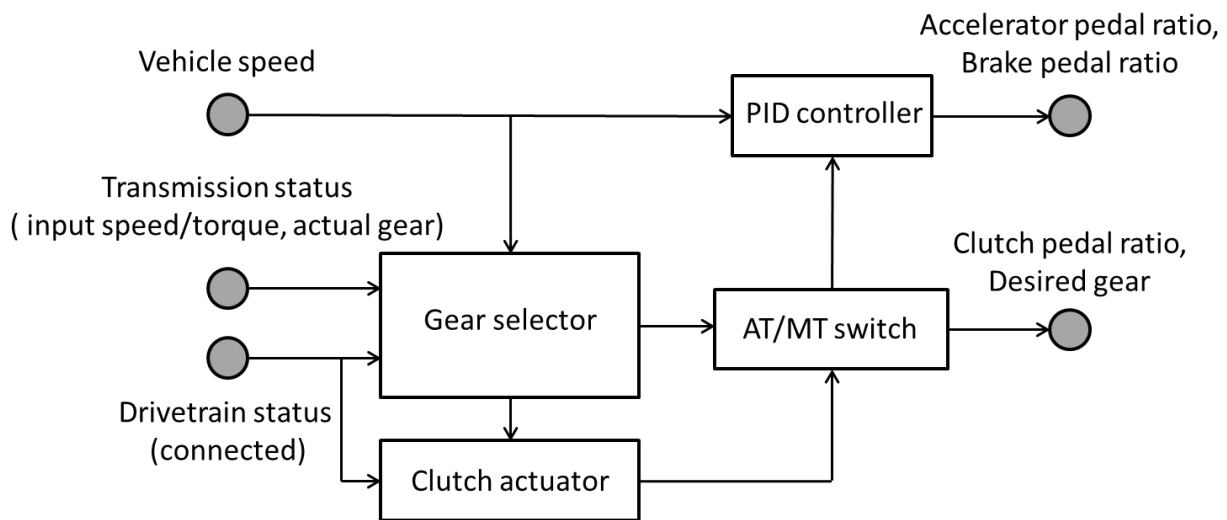 Accelerator pedal ratio,
Brake pedal ratio
Vehicle speed
PID controller
Transmission status
( input speed/torque, actual gear)
Clutch pedal ratio,
Desired gear
Gear selector
AT/MT switch
Drivetrain status
(connected)
Clutch actuator